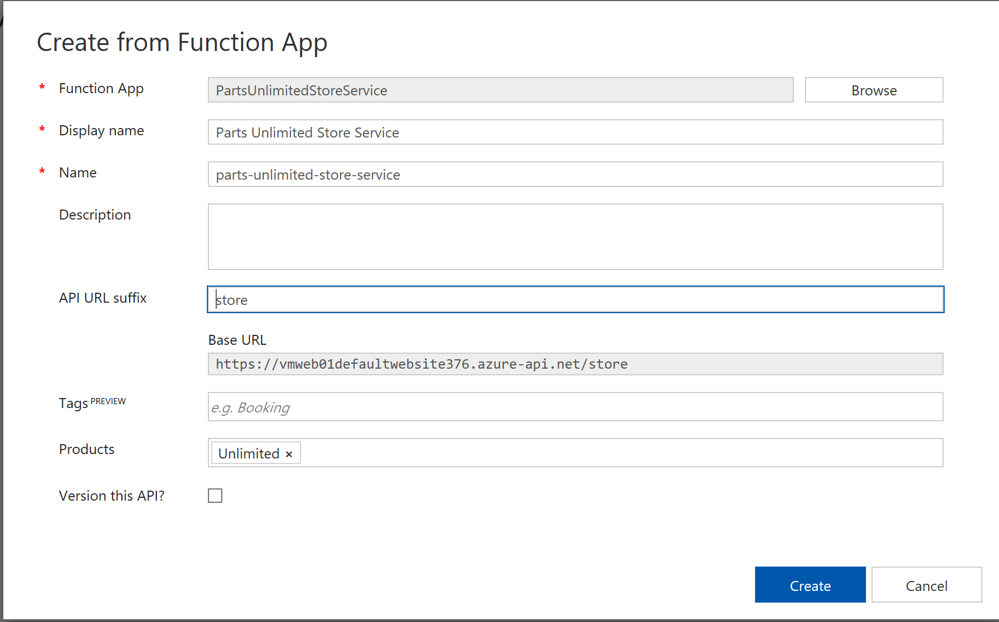 Create from Function App
* Function App PartsUnlimitedStoreService Browse
* Display name Parts Unlimited Store Service
* Name parts-unlimited-store-service
Description
API URL suffix store
Base URL
https://vmweb01defaultwebsite376.azure-api.net/store
Tags PREVIEW e.g. Booking
Products Unlimited ×
Version this API?
Create Cancel